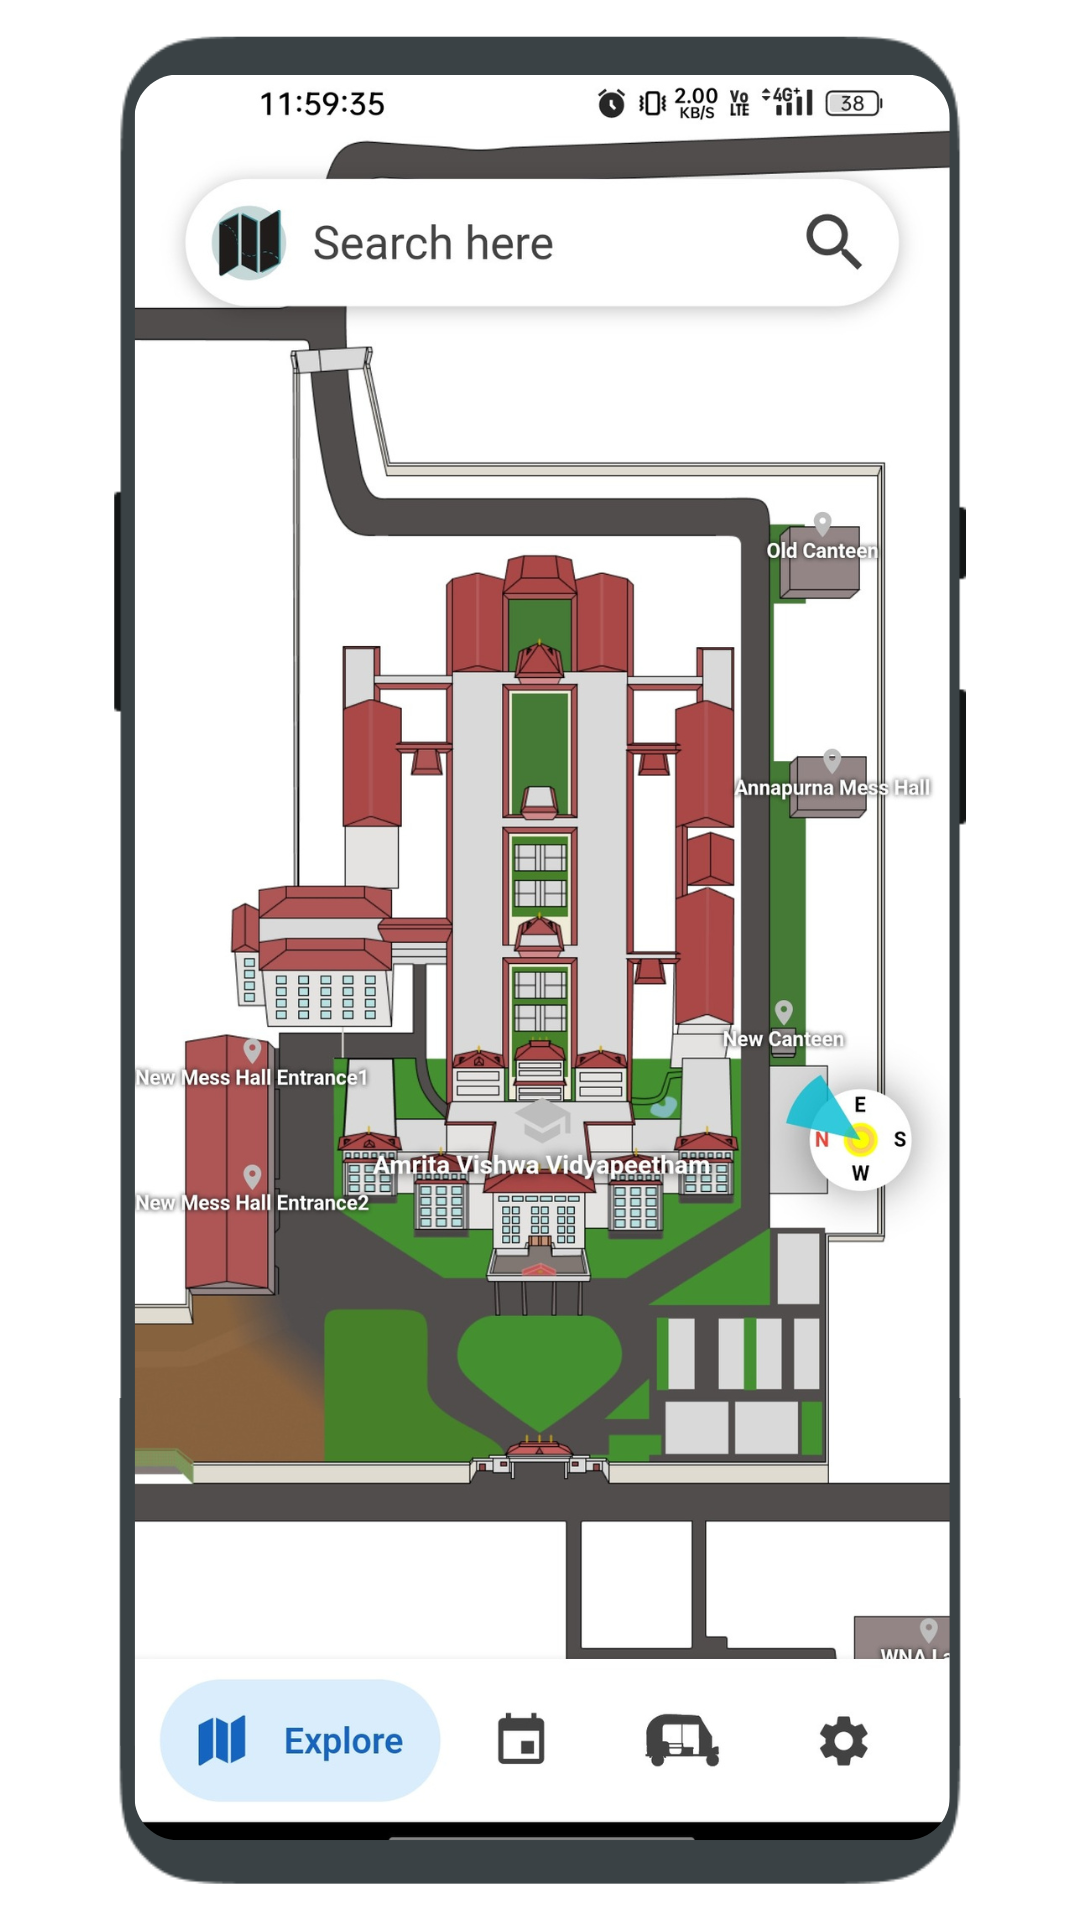 11:59:35
2.00
KB/S
Vo
LTE
4G+
38
Search here
Old Canteen
Annapurna Mess Hall
New Canteen
New Mess Hall Entrance1
E
N
S
W
Amrita Vishwa Vidyapeetham
New Mess Hall Entrance2
WNA La
Explore